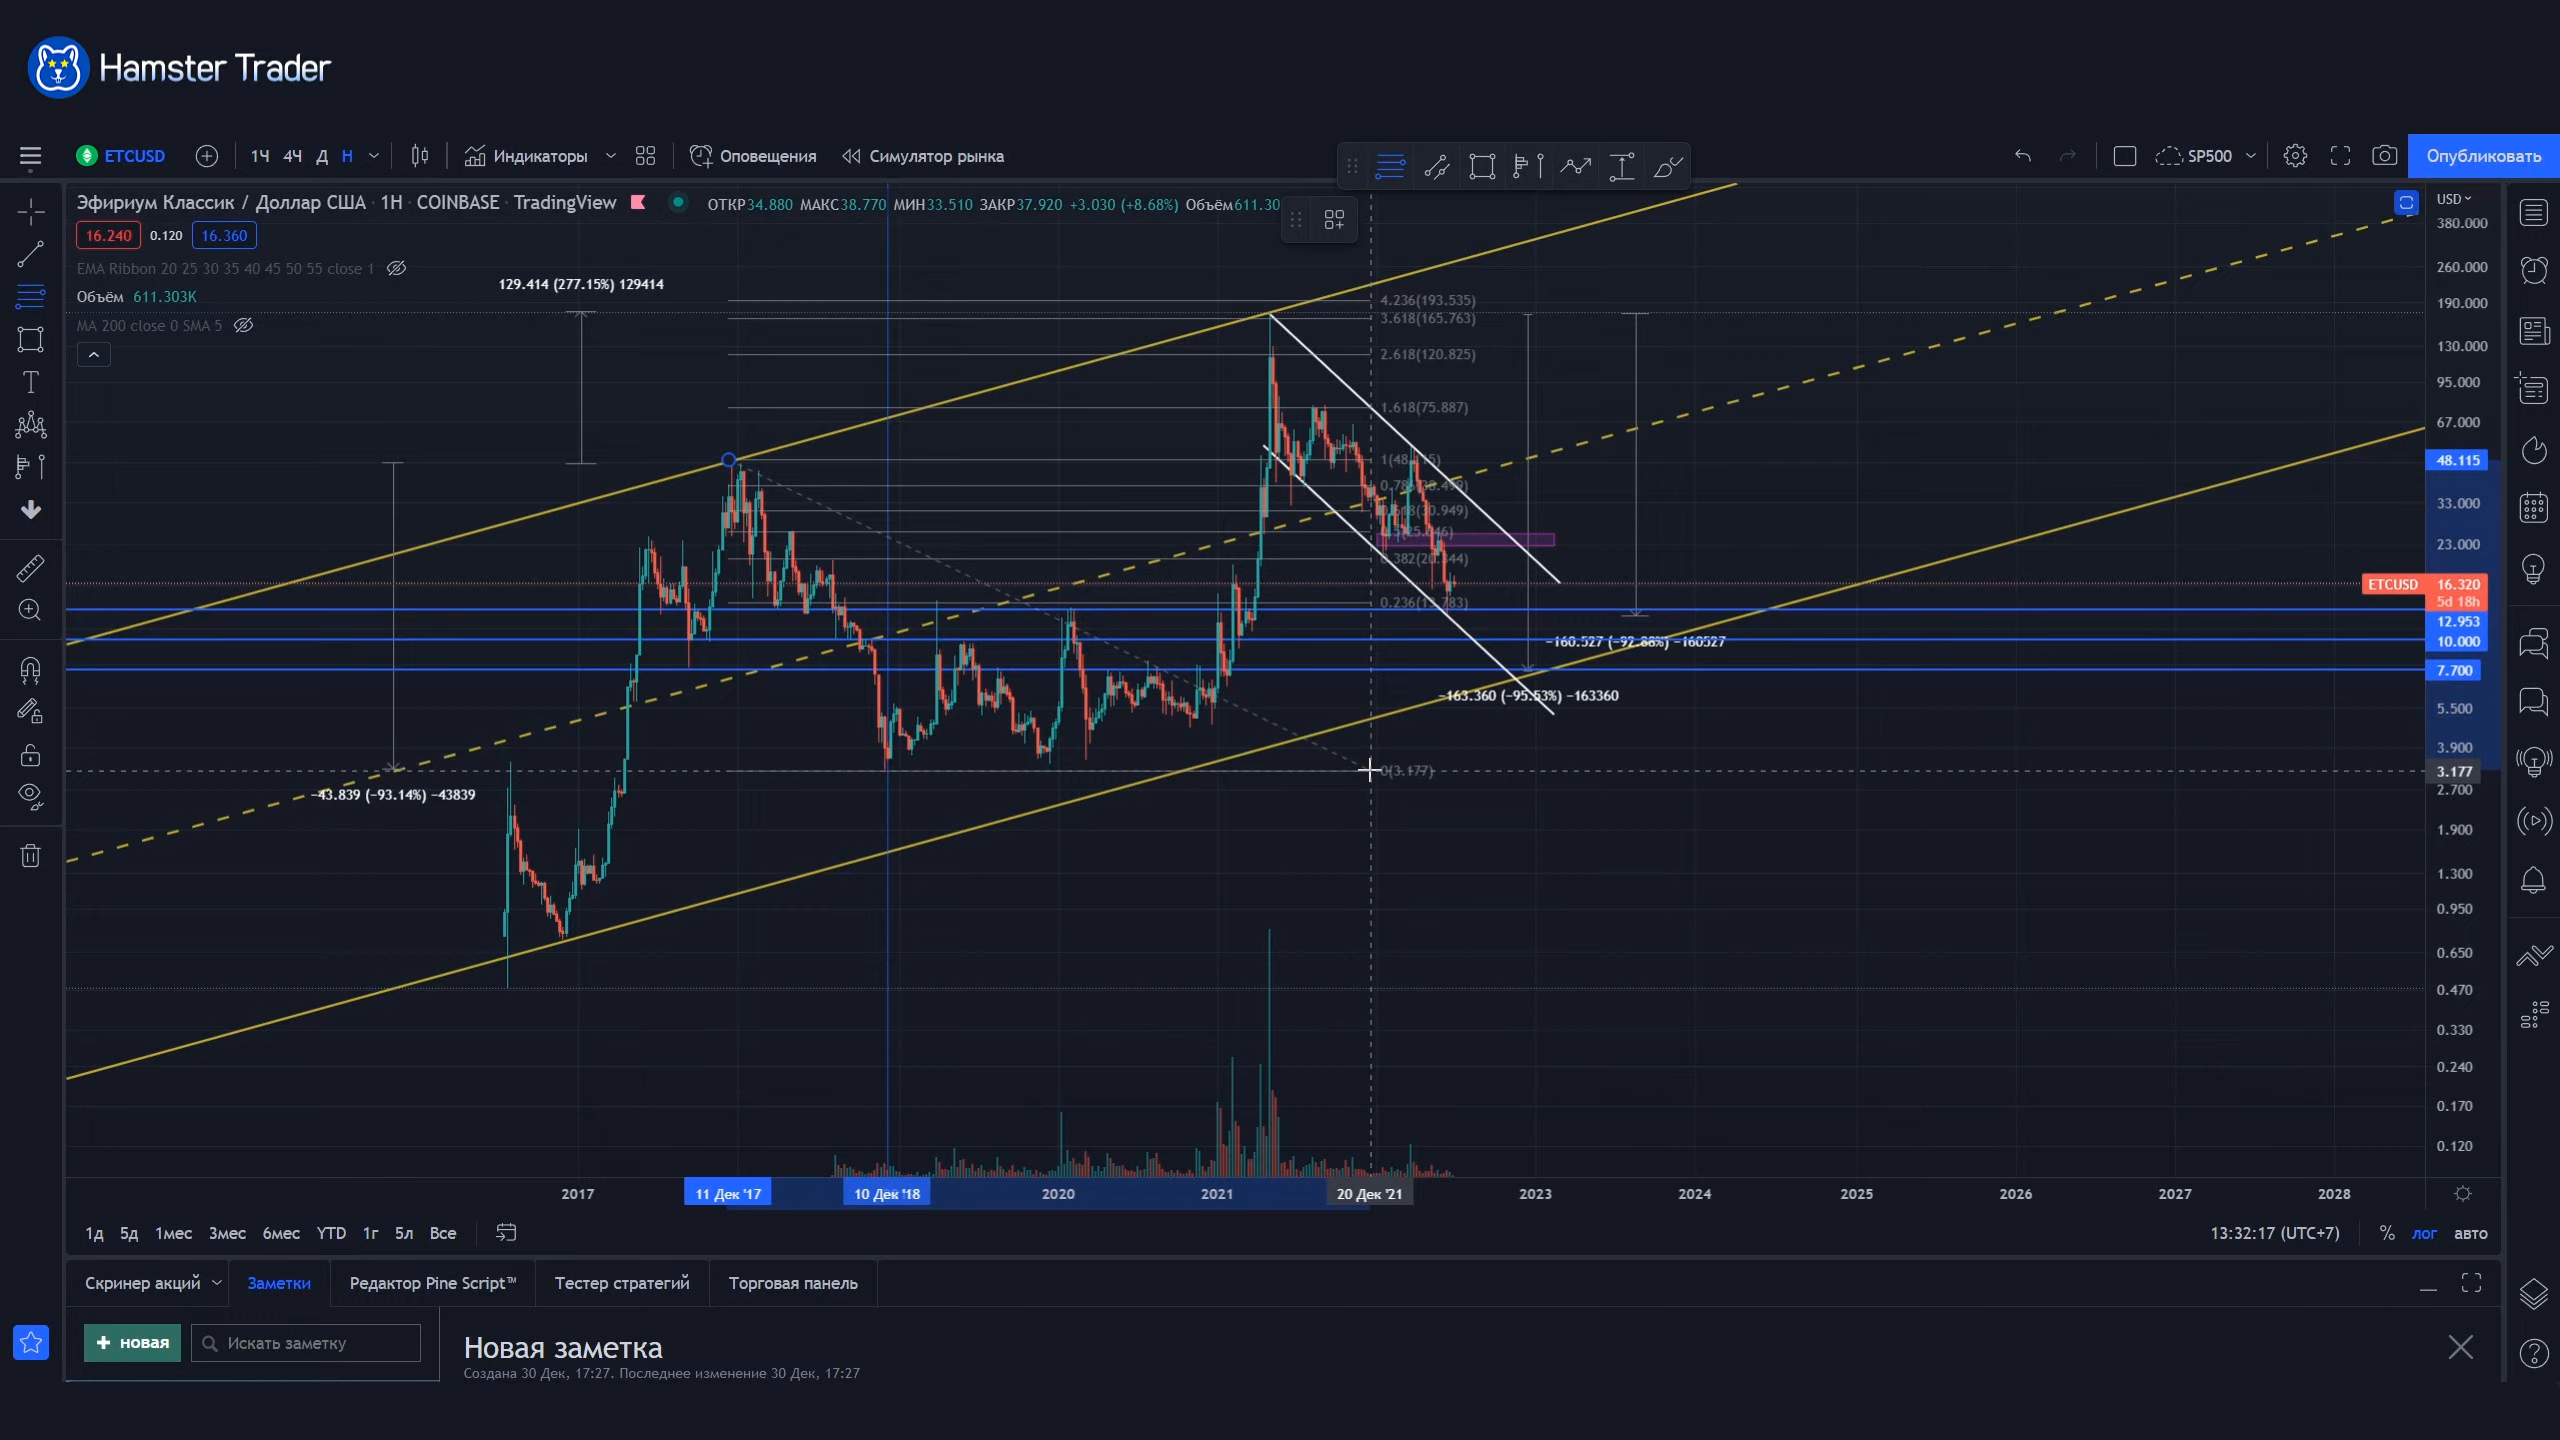 Hamster Trader
ETCUSD 1Ч 4Ч Д Н Индикаторы Оповещения Симулятор рынка SP500 Опубликовать
Эфириум Классик / Доллар США · 1Н · COINBASE · TradingView ОТКР34.880 МАКС38.770 МИН33.510 ЗАКР37.920 +3.030 (+8.68%) Объём611.30
16.240 0.120 16.360
EMA Ribbon 20 25 30 35 40 45 50 55 close 1
Объём 611.303K
MA 200 close 0 SMA 5
129.414 (277.15%) 129414
4.236(193.535)
3.618(165.763)
2.618(120.825)
1.618(75.887)
0.382(20.344)
0.236(13.783)
0(3.177)
−160.527 (−92.88%) −160527
−163.360 (−95.53%) −163360
−43.839 (−93.14%) −43839
USD
380.000
260.000
190.000
130.000
95.000
67.000
48.115
33.000
23.000
ETCUSD 16.320
5d 18h
12.953
10.000
7.700
5.500
3.900
3.177
2.700
1.900
1.300
0.950
0.650
0.470
0.330
0.240
0.170
0.120
2017 11 Дек '17 10 Дек '18 2020 2021 20 Дек '21 2023 2024 2025 2026 2027 2028
1д 5д 1мес 3мес 6мес YTD 1г 5л Все 13:32:17 (UTC+7) % лог авто
Скринер акций Заметки Редактор Pine Script™ Тестер стратегий Торговая панель
+ новая Искать заметку
Новая заметка
Создана 30 Дек, 17:27. Последнее изменение 30 Дек, 17:27